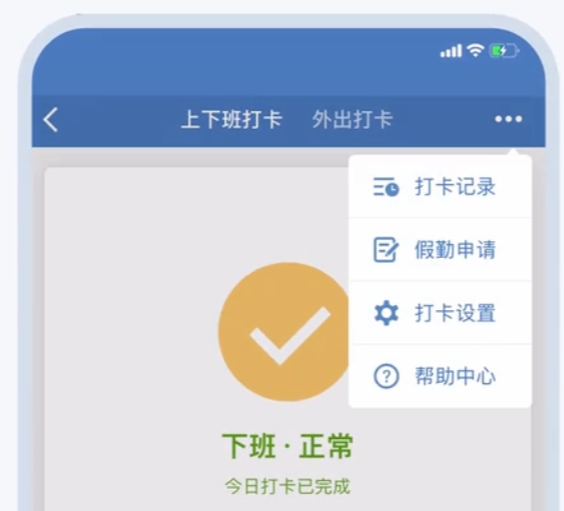 上下班打卡 外出打卡
打卡记录
假勤申请
打卡设置
帮助中心
下班·正常
今日打卡已完成